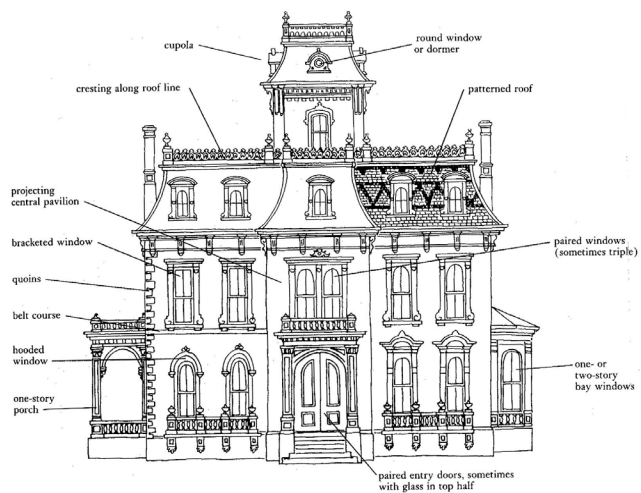 cupola
round window
or dormer
cresting along roof line
patterned roof
projecting
central pavilion
bracketed window
paired windows
(sometimes triple)
quoins
belt course
hooded
window
one- or
two-story
bay windows
one-story
porch
paired entry doors, sometimes
with glass in top half